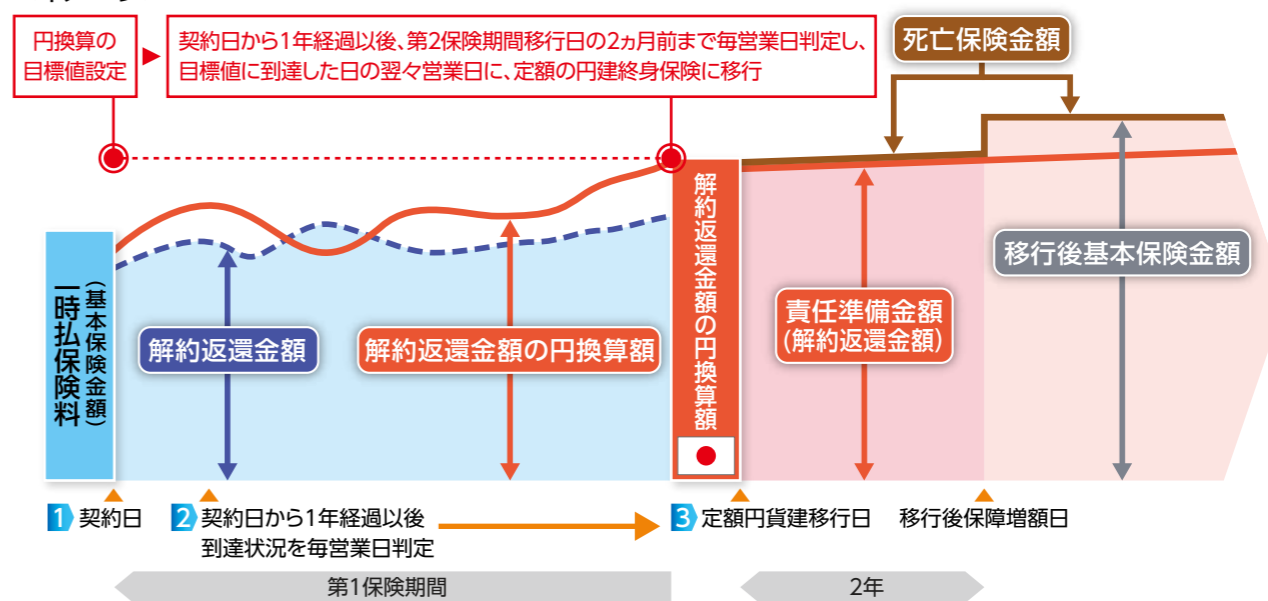 円換算の
目標値設定
契約日から1年経過以後、第2保険期間移行日の2ヵ月前まで毎営業日判定し、
目標値に到達した日の翌々営業日に、定額の円建終身保険に移行
死亡保険金額
一時払保険料
(基本保険金額)
解約返還金額
解約返還金額の円換算額
解約返還金額の円換算額
責任準備金額
(解約返還金額)
移行後基本保険金額
1 契約日
2 契約日から1年経過以後
到達状況を毎営業日判定
3 定額円貨建移行日
移行後保障増額日
第1保険期間
2年